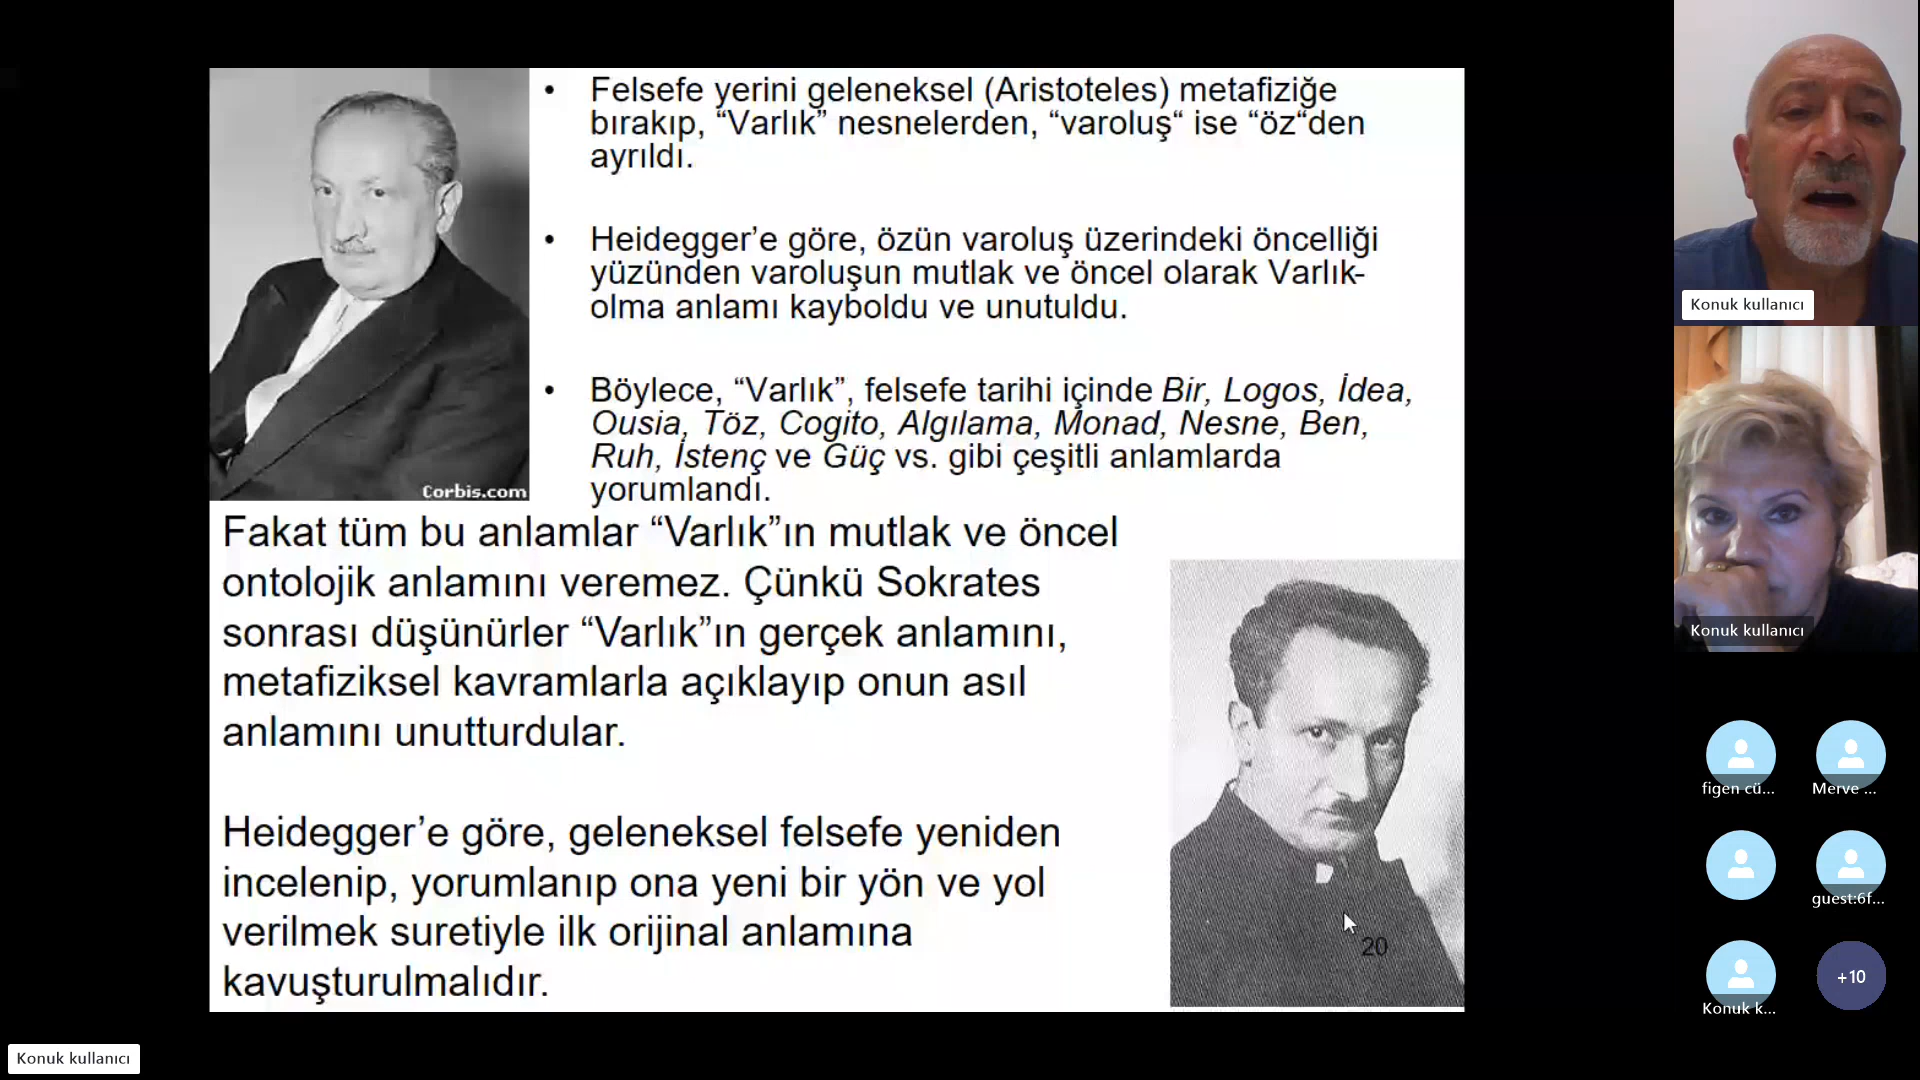 • Felsefe yerini geleneksel (Aristoteles) metafiziğe
bırakıp, “Varlık” nesnelerden, “varoluş“ ise “öz“den
ayrıldı.
• Heidegger’e göre, özün varoluş üzerindeki öncelliği
yüzünden varoluşun mutlak ve öncel olarak Varlık-
olma anlamı kayboldu ve unutuldu.
• Böylece, “Varlık”, felsefe tarihi içinde Bir, Logos, İdea,
Ousia, Töz, Cogito, Algılama, Monad, Nesne, Ben,
Ruh, İstenç ve Güç vs. gibi çeşitli anlamlarda
yorumlandı.
Corbis.com
Fakat tüm bu anlamlar “Varlık”ın mutlak ve öncel
ontolojik anlamını veremez. Çünkü Sokrates
sonrası düşünürler “Varlık”ın gerçek anlamını,
metafiziksel kavramlarla açıklayıp onun asıl
anlamını unutturdular.
Heidegger’e göre, geleneksel felsefe yeniden
incelenip, yorumlanıp ona yeni bir yön ve yol
verilmek suretiyle ilk orijinal anlamına
kavuşturulmalıdır.
20
Konuk kullanıcı
Konuk kullanıcı
figen cü...
Merve ...
guest:6f...
Konuk k...
+10
Konuk kullanıcı